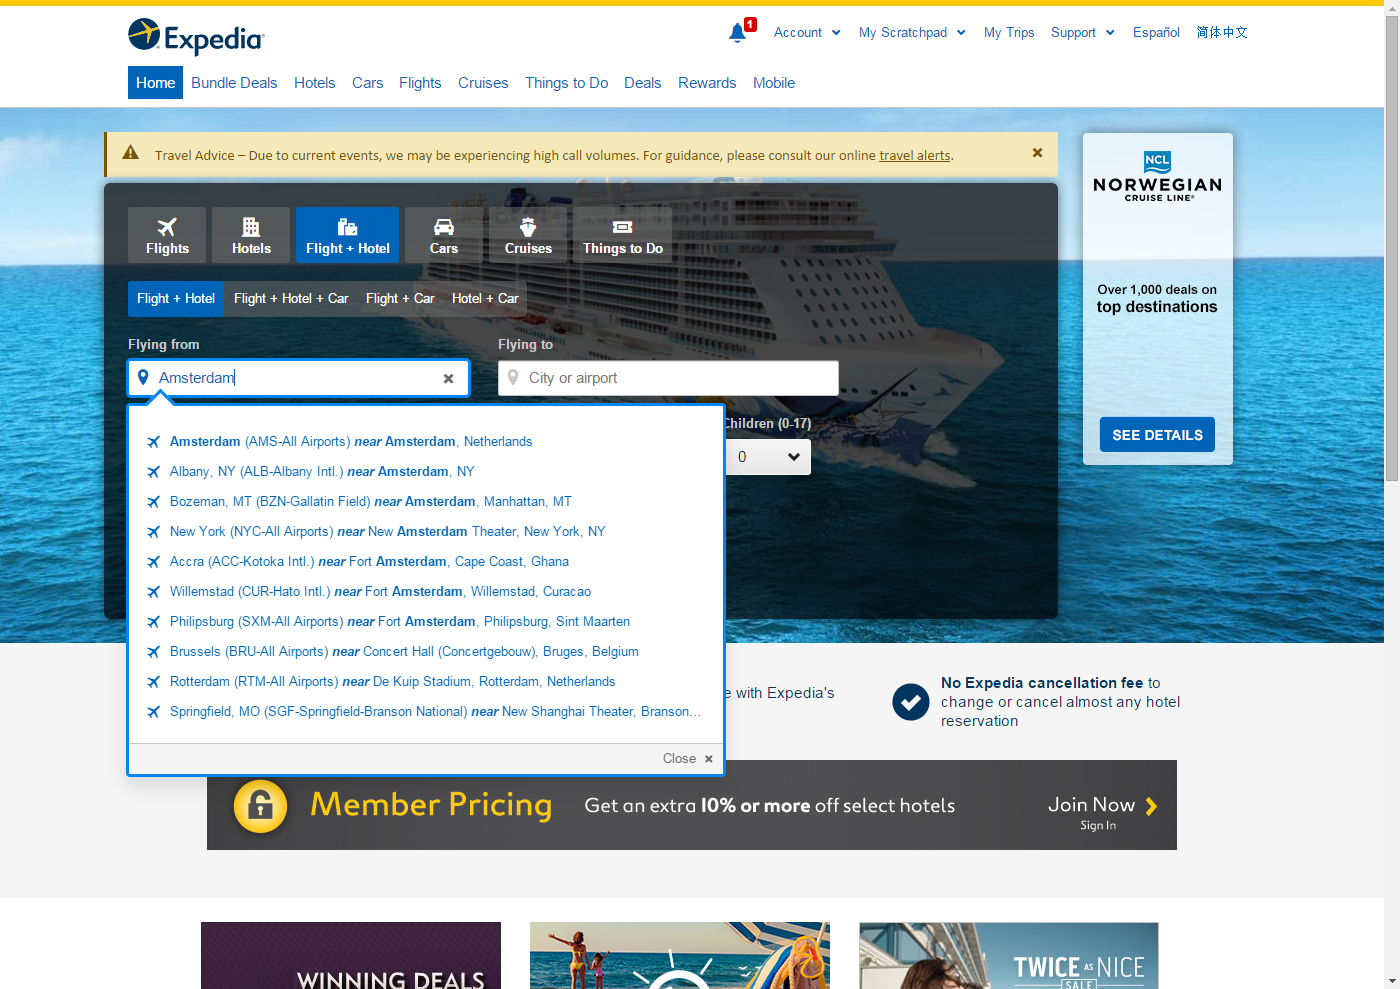 Expedia
1
Account
My Scratchpad
My Trips
Support
Español
简体中文
Home
Bundle Deals
Hotels
Cars
Flights
Cruises
Things to Do
Deals
Rewards
Mobile
Travel Advice – Due to current events, we may be experiencing high call volumes. For guidance, please consult our online travel alerts.
NCL
NORWEGIAN
CRUISE LINE®
Over 1,000 deals on
top destinations
SEE DETAILS
Flights
Hotels
Flight + Hotel
Cars
Cruises
Things to Do
Flight + Hotel
Flight + Hotel + Car
Flight + Car
Hotel + Car
Flying from
Flying to
Amsterdam
City or airport
Children (0-17)
0
Amsterdam (AMS-All Airports) near Amsterdam, Netherlands
Albany, NY (ALB-Albany Intl.) near Amsterdam, NY
Bozeman, MT (BZN-Gallatin Field) near Amsterdam, Manhattan, MT
New York (NYC-All Airports) near New Amsterdam Theater, New York, NY
Accra (ACC-Kotoka Intl.) near Fort Amsterdam, Cape Coast, Ghana
Willemstad (CUR-Hato Intl.) near Fort Amsterdam, Willemstad, Curacao
Philipsburg (SXM-All Airports) near Fort Amsterdam, Philipsburg, Sint Maarten
Brussels (BRU-All Airports) near Concert Hall (Concertgebouw), Bruges, Belgium
Rotterdam (RTM-All Airports) near De Kuip Stadium, Rotterdam, Netherlands
Springfield, MO (SGF-Springfield-Branson National) near New Shanghai Theater, Branson...
Close
e with Expedia's
No Expedia cancellation fee to
change or cancel almost any hotel
reservation
Member Pricing
Get an extra 10% or more off select hotels
Join Now
Sign In
WINNING DEALS
TWICE AS NICE
SALE